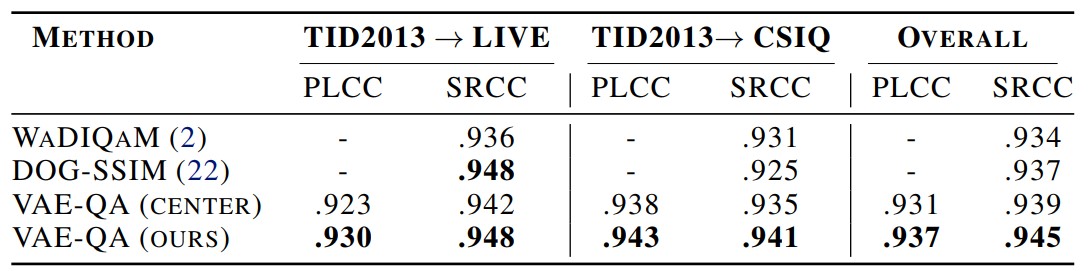 METHOD TID2013 → LIVE TID2013→ CSIQ OVERALL
PLCC SRCC PLCC SRCC PLCC SRCC
WADIQAM (2) - .936 - .931 - .934
DOG-SSIM (22) - .948 - .925 - .937
VAE-QA (CENTER) .923 .942 .938 .935 .931 .939
VAE-QA (OURS) .930 .948 .943 .941 .937 .945